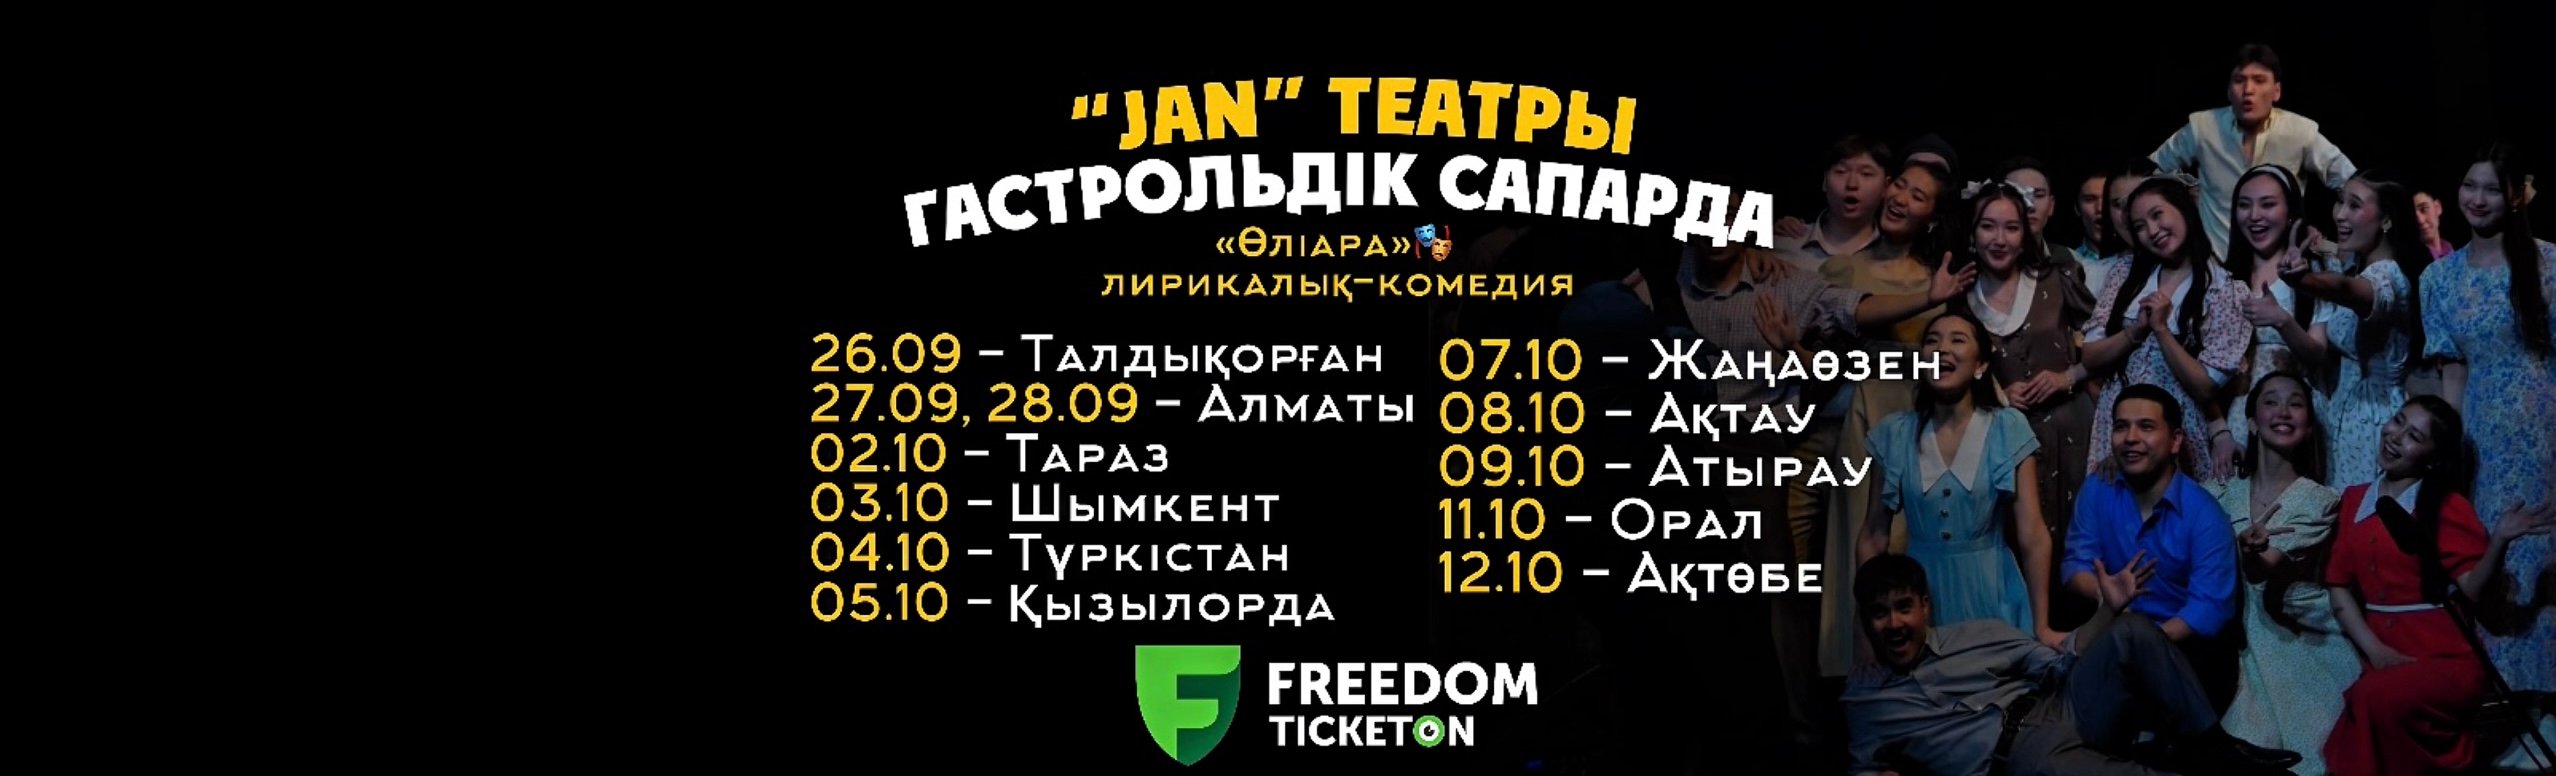 “JAN” ТЕАТРЫ
ГАСТРОЛЬДІК САПАРДА
«ӨЛІАРА»
ЛИРИКАЛЫҚ-КОМЕДИЯ
26.09 – ТАЛДЫҚОРҒАН
27.09, 28.09 – АЛМАТЫ
02.10 – ТАРАЗ
03.10 – ШЫМКЕНТ
04.10 – ТҮРКІСТАН
05.10 – ҚЫЗЫЛОРДА
07.10 – ЖАҢАӨЗЕН
08.10 – АҚТАУ
09.10 – АТЫРАУ
11.10 – ОРАЛ
12.10 – АҚТӨБЕ
FREEDOM
TICKETON